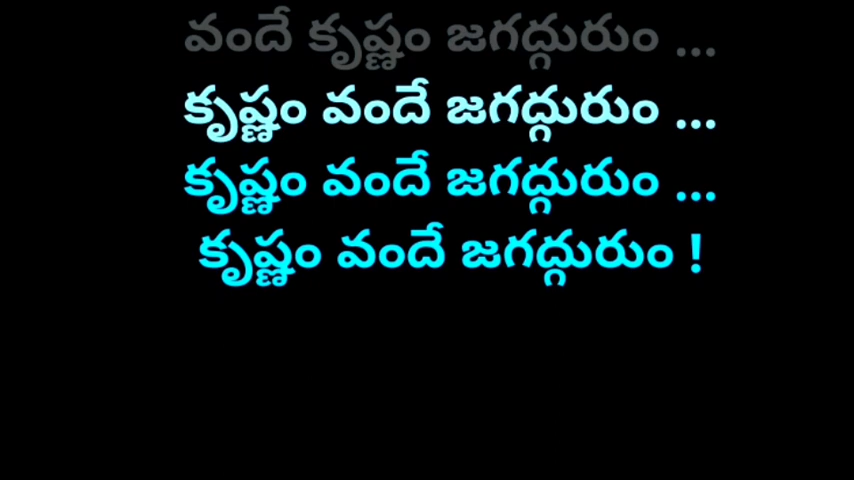 వందే కృష్ణం జగద్గురుం ...
కృష్ణం వందే జగద్గురుం ...
కృష్ణం వందే జగద్గురుం ...
కృష్ణం వందే జగద్గురుం !